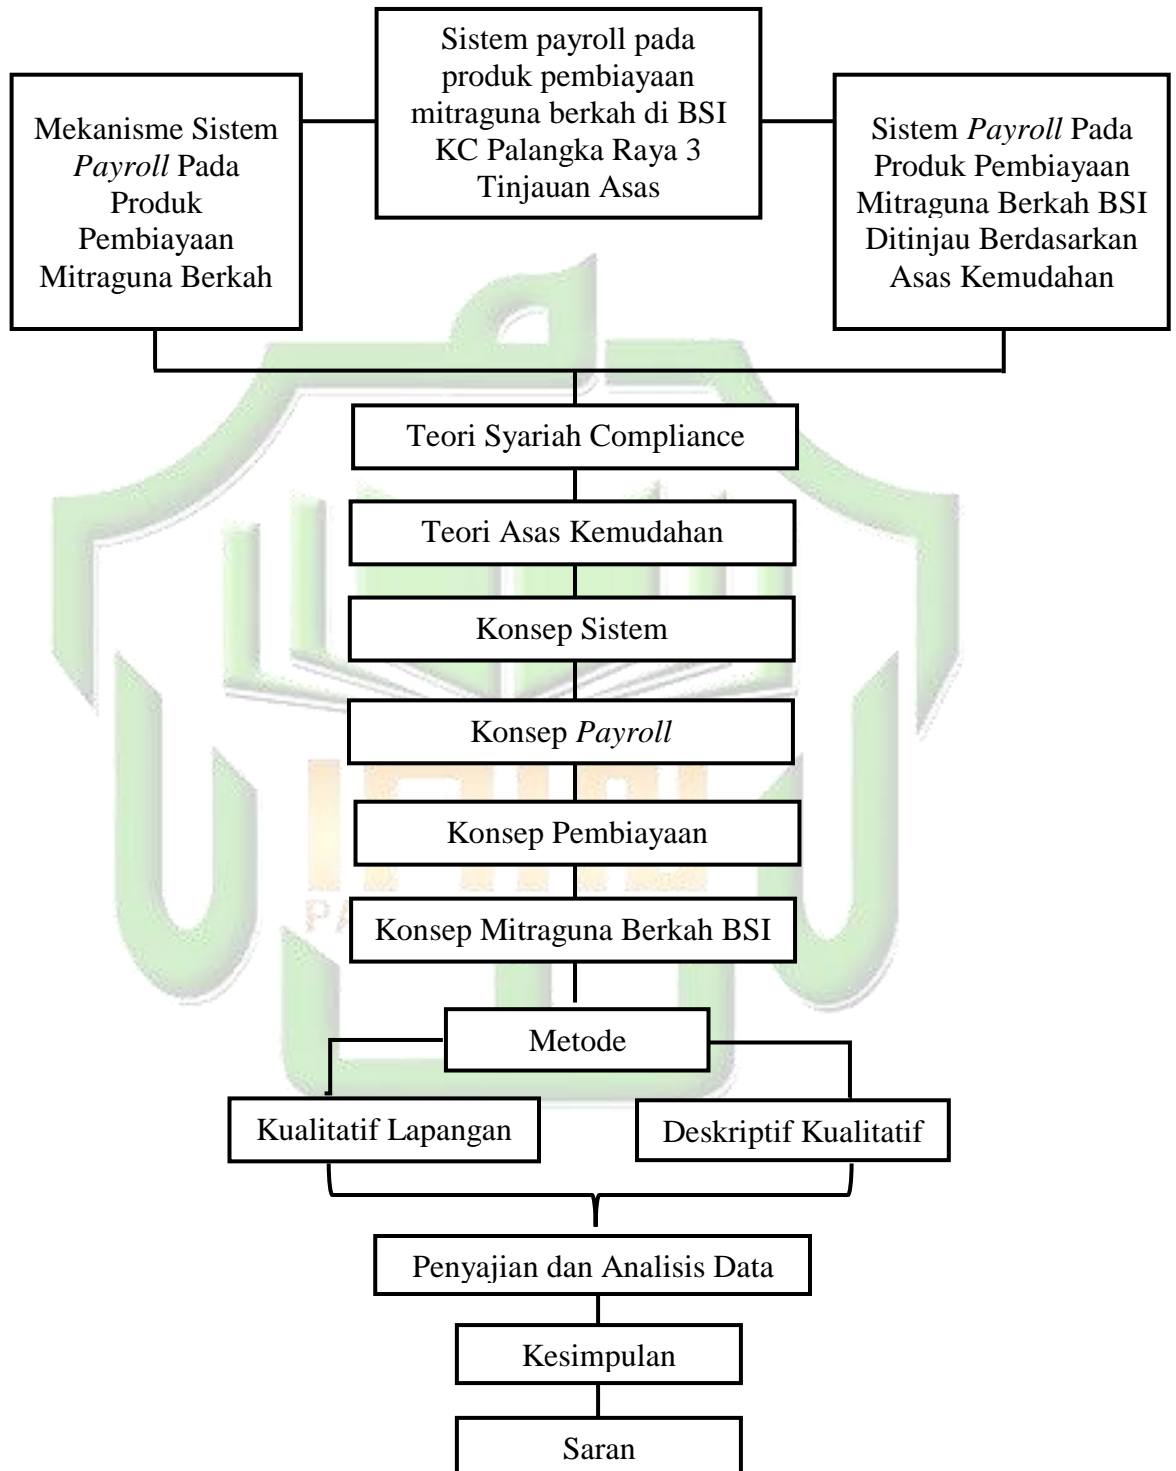 Sistem payroll pada
produk pembiayaan
mitraguna berkah di BSI
KC Palangka Raya 3
Tinjauan Asas
Mekanisme Sistem
Payroll Pada
Produk
Pembiayaan
Mitraguna Berkah
Sistem Payroll Pada
Produk Pembiayaan
Mitraguna Berkah BSI
Ditinjau Berdasarkan
Asas Kemudahan
Teori Syariah Compliance
Teori Asas Kemudahan
Konsep Sistem
Konsep Payroll
Konsep Pembiayaan
Konsep Mitraguna Berkah BSI
Metode
Kualitatif Lapangan
Deskriptif Kualitatif
Penyajian dan Analisis Data
Kesimpulan
Saran